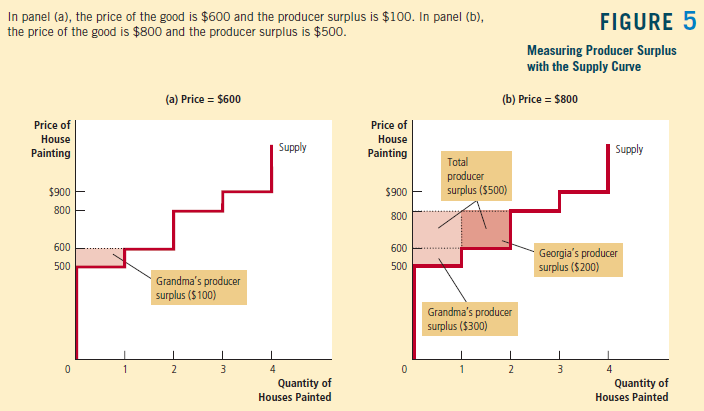 In panel (a), the price of the good is $600 and the producer surplus is $100. In panel (b),
the price of the good is $800 and the producer surplus is $500.
FIGURE 5
Measuring Producer Surplus
with the Supply Curve
(a) Price = $600
Price of
House
Painting
Supply
$900
800
600
500
Grandma's producer
surplus ($100)
0
1
2
3
4
Quantity of
Houses Painted
(b) Price = $800
Price of
House
Painting
Supply
Total
producer
surplus ($500)
$900
800
600
500
Georgia's producer
surplus ($200)
Grandma's producer
surplus ($300)
0
1
2
3
4
Quantity of
Houses Painted